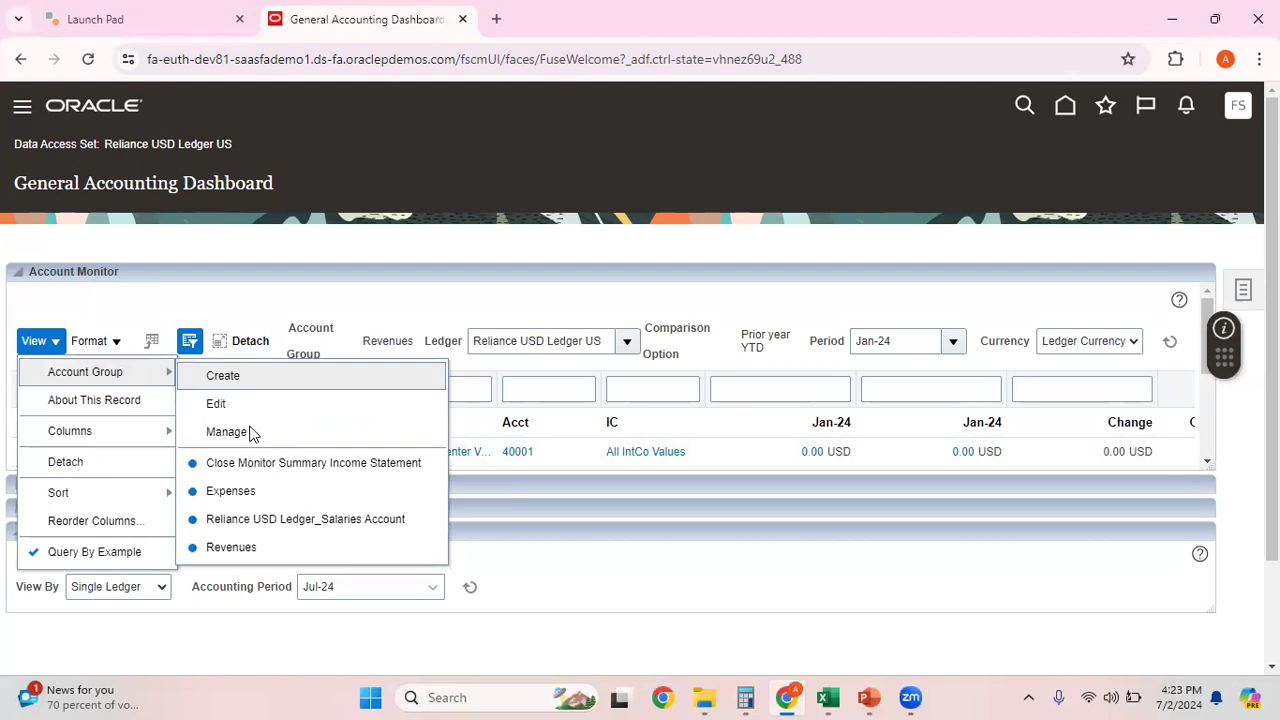 Launch Pad
General Accounting Dashboard
fa-euth-dev81-saasfademo1.ds-fa.oraclepdemos.com/fscmUI/faces/FuseWelcome?_adf.ctrl-state=vhnez69u2_488
A
ORACLE
FS
Data Access Set: Reliance USD Ledger US
General Accounting Dashboard
Account Monitor
View Format Detach Account Group Revenues Ledger Reliance USD Ledger US Comparison Option Prior year YTD Period Jan-24 Currency Ledger Currency
Account Group
About This Record
Columns
Detach
Sort
Reorder Columns...
Query By Example
Create
Edit
Manage
Close Monitor Summary Income Statement
Expenses
Reliance USD Ledger_Salaries Account
Revenues
Acct IC Jan-24 Jan-24 Change
enter V... 40001 All IntCo Values 0.00 USD 0.00 USD 0.00 USD
View By Single Ledger Accounting Period Jul-24
1 News for you
70 percent of vo...
Search
A
zm
4:23 PM
7/2/2024
PRE